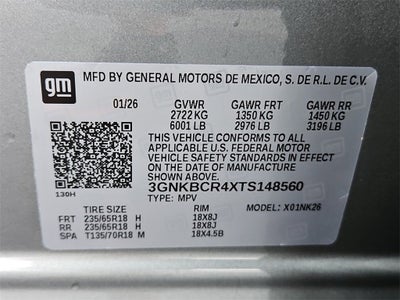 gm
MFD BY GENERAL MOTORS DE MEXICO, S. DE R.L. DE C.V.
01/26 GVWR GAWR FRT GAWR RR
2722 KG 1350 KG 1450 KG
6001 LB 2976 LB 3196 LB
THIS VEHICLE CONFORMS TO ALL
APPLICABLE U.S. FEDERAL MOTOR
VEHICLE SAFETY STANDARDS IN EFFECT
ON THE DATE OF MANUFACTURE
SHOWN ABOVE.
130H 3GNKBCR4XTS148560
TYPE: MPV
TIRE SIZE RIM MODEL: X01NK26
FRT 235/65R18 H 18X8J
RR 235/65R18 H 18X8J
SPA T135/70R18 M 18X4.5B